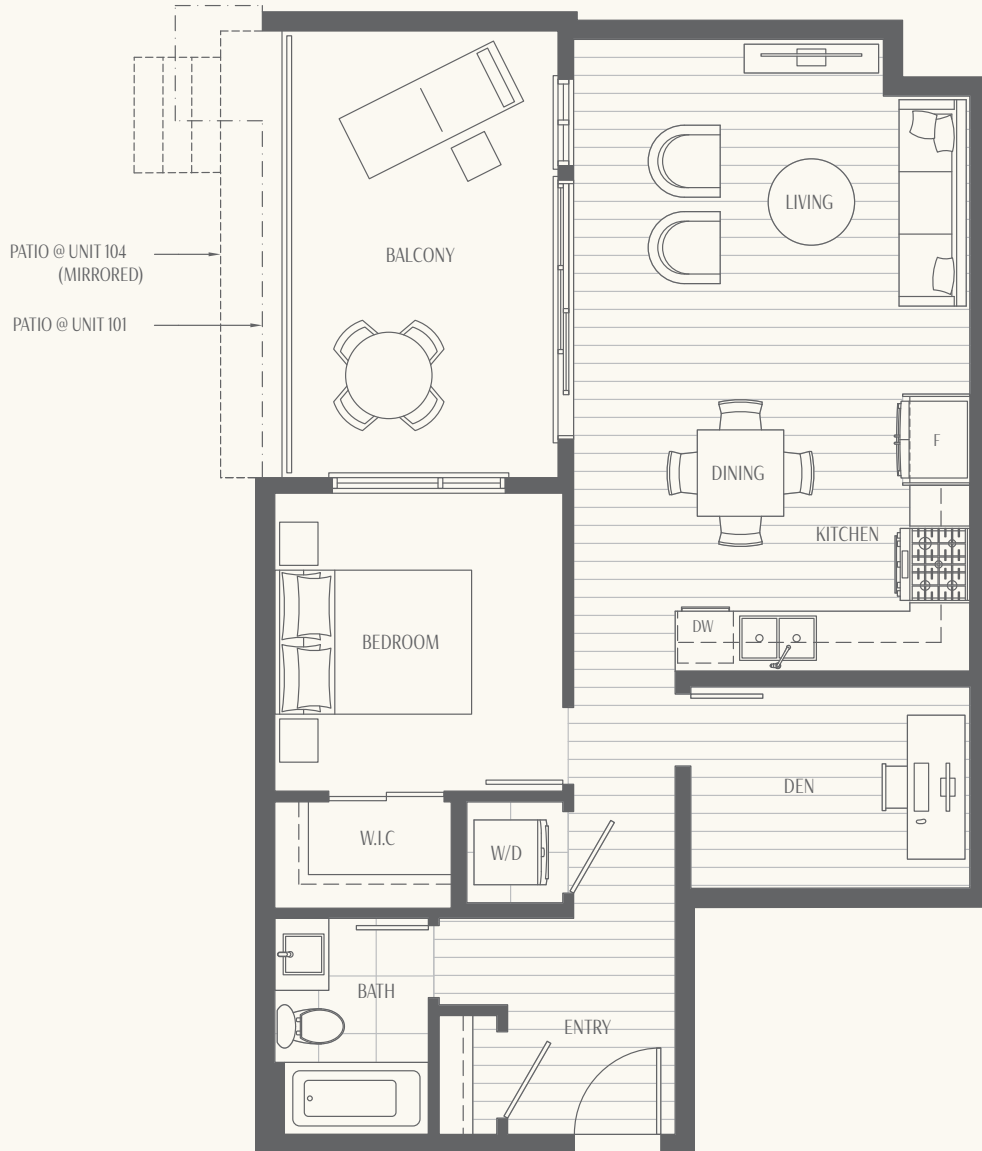 LIVING
PATIO @ UNIT 104
(MIRRORED)
BALCONY
PATIO @ UNIT 101
F
DINING
KITCHEN
DW
BEDROOM
DEN
W.I.C
W/D
BATH
ENTRY